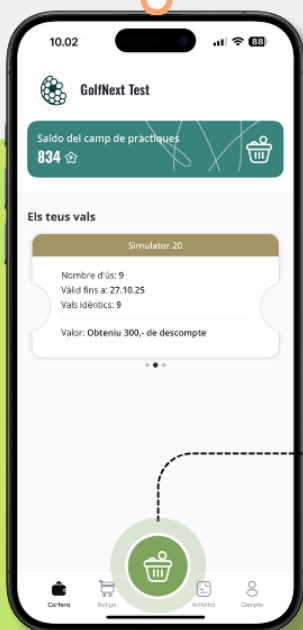 10.02
88
GolfNext Test
Saldo del camp de pràctiques
834
Els teus vals
Simulator 20
Nombre d'ús: 9
Vàlid fins a: 27.10.25
Vals idèntics: 9
Valor: Obteniu 300,- de descompte
Cartera
Botiga
Activitat
Compte